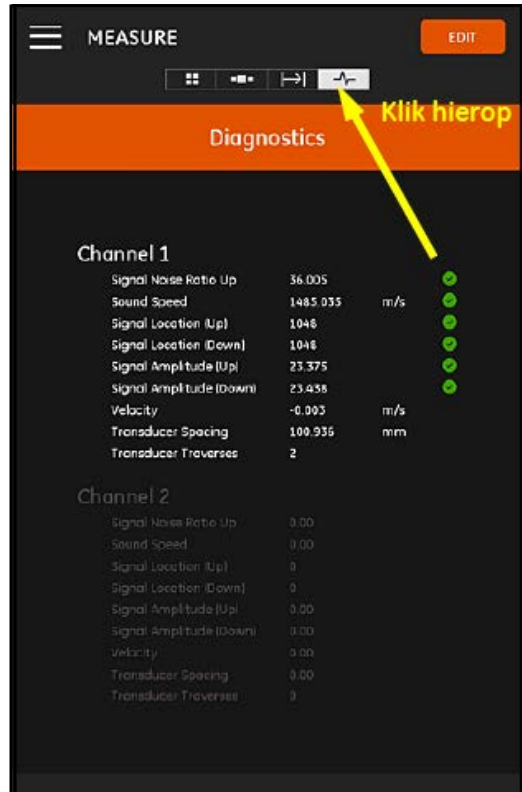 MEASURE
EDIT
Klik hierop
Diagnostics
Channel 1
Signal Noise Ratio Up 36.005
Sound Speed 1485.035 m/s
Signal Location (Up) 1048
Signal Location (Down) 1048
Signal Amplitude (Up) 23.375
Signal Amplitude (Down) 23.438
Velocity -0.003 m/s
Transducer Spacing 100.936 mm
Transducer Traverses 2
Channel 2
Signal Noise Ratio Up 0.00
Sound Speed 0.00
Signal Location (Up) 0
Signal Location (Down) 0
Signal Amplitude (Up) 0.00
Signal Amplitude (Down) 0.00
Velocity 0.00
Transducer Spacing 0.00
Transducer Traverses 0